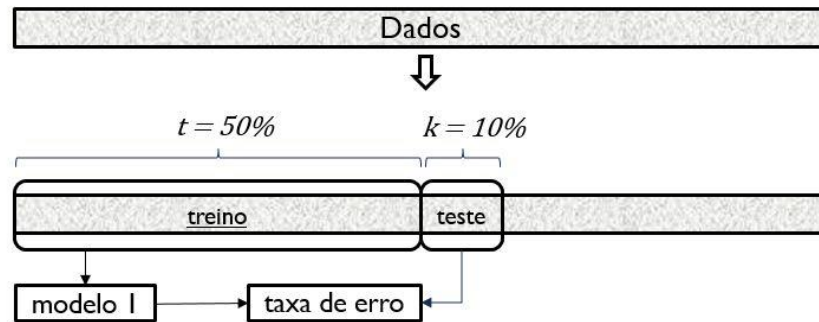 Dados
t = 50% k = 10%
treino teste
modelo 1 taxa de erro